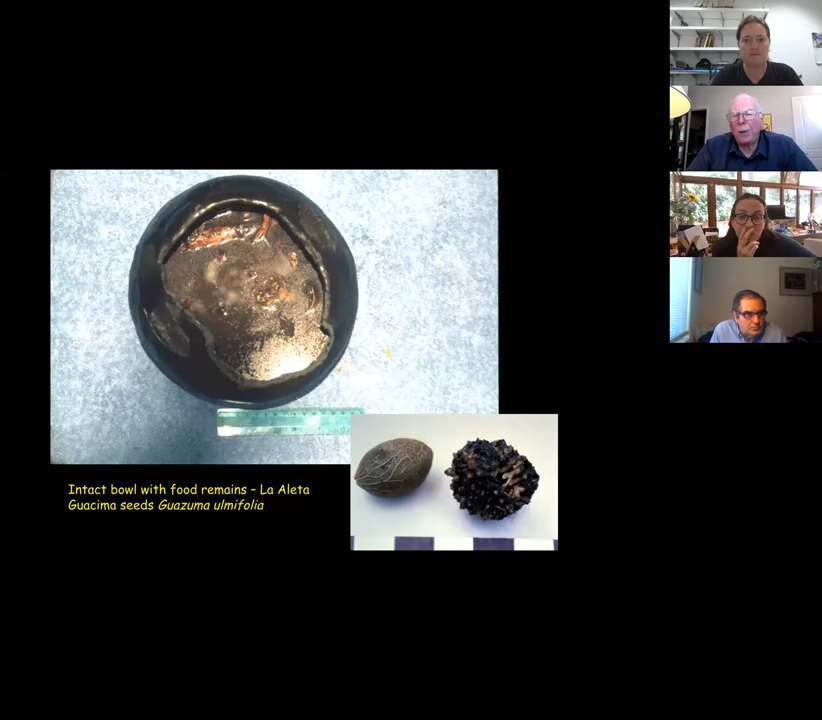 Intact bowl with food remains – La Aleta
Guacima seeds Guazuma ulmifolia